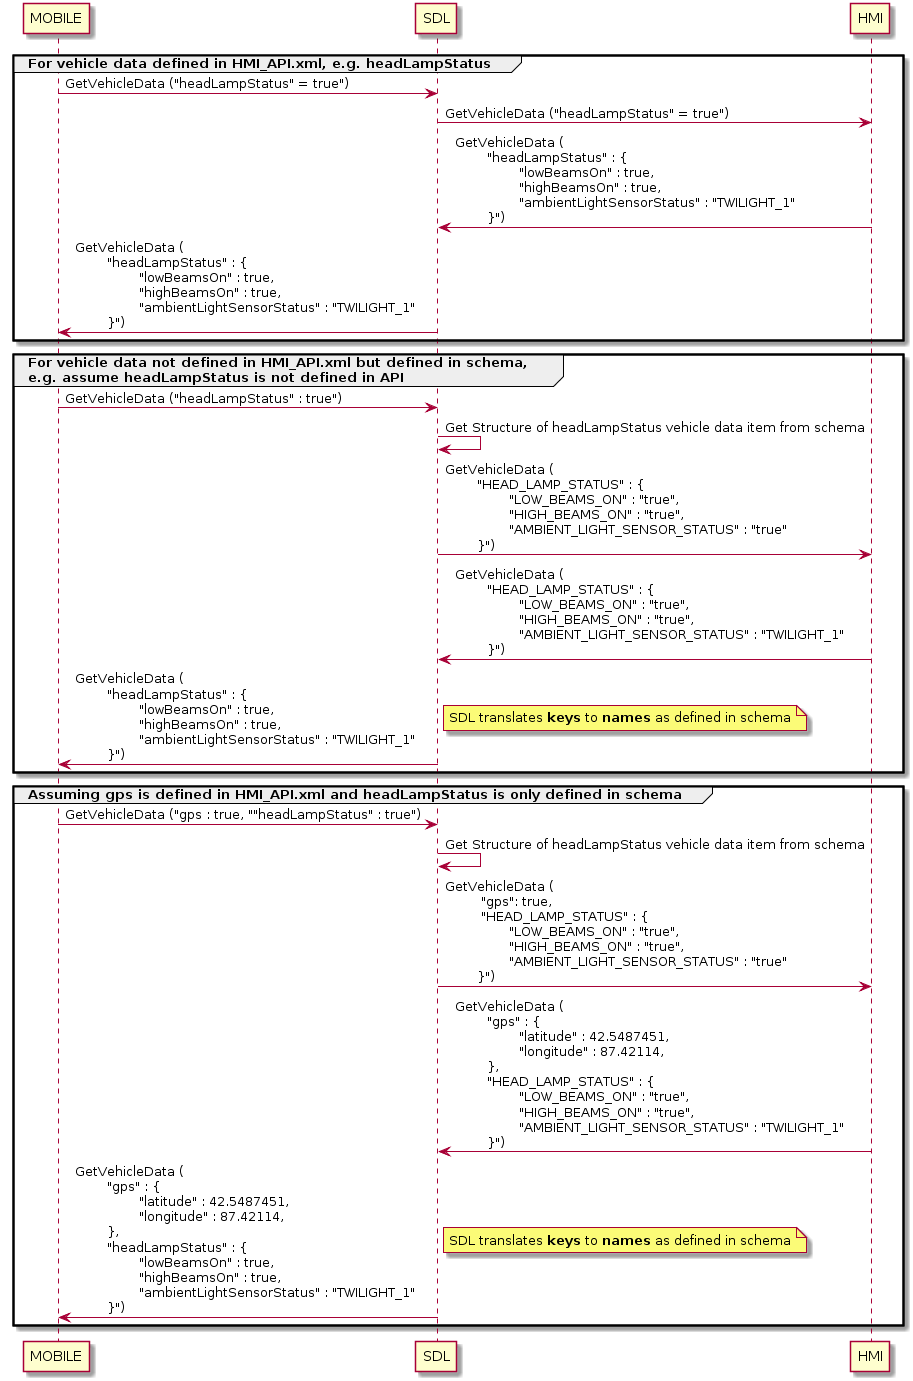 MOBILE
SDL
HMI
For vehicle data defined in HMI_API.xml, e.g. headLampStatus
GetVehicleData ("headLampStatus" = true")
GetVehicleData ("headLampStatus" = true")
GetVehicleData (
"headLampStatus" : {
"lowBeamsOn" : true,
"highBeamsOn" : true,
"ambientLightSensorStatus" : "TWILIGHT_1"
}")
GetVehicleData (
"headLampStatus" : {
"lowBeamsOn" : true,
"highBeamsOn" : true,
"ambientLightSensorStatus" : "TWILIGHT_1"
}")
For vehicle data not defined in HMI_API.xml but defined in schema,
e.g. assume headLampStatus is not defined in API
GetVehicleData ("headLampStatus" : true")
Get Structure of headLampStatus vehicle data item from schema
GetVehicleData (
"HEAD_LAMP_STATUS" : {
"LOW_BEAMS_ON" : "true",
"HIGH_BEAMS_ON" : "true",
"AMBIENT_LIGHT_SENSOR_STATUS" : "true"
}")
GetVehicleData (
"HEAD_LAMP_STATUS" : {
"LOW_BEAMS_ON" : "true",
"HIGH_BEAMS_ON" : "true",
"AMBIENT_LIGHT_SENSOR_STATUS" : "TWILIGHT_1"
}")
GetVehicleData (
"headLampStatus" : {
"lowBeamsOn" : true,
"highBeamsOn" : true,
"ambientLightSensorStatus" : "TWILIGHT_1"
}")
SDL translates keys to names as defined in schema
Assuming gps is defined in HMI_API.xml and headLampStatus is only defined in schema
GetVehicleData ("gps : true, ""headLampStatus" : true")
Get Structure of headLampStatus vehicle data item from schema
GetVehicleData (
"gps": true,
"HEAD_LAMP_STATUS" : {
"LOW_BEAMS_ON" : "true",
"HIGH_BEAMS_ON" : "true",
"AMBIENT_LIGHT_SENSOR_STATUS" : "true"
}")
GetVehicleData (
"gps" : {
"latitude" : 42.5487451,
"longitude" : 87.42114,
},
"HEAD_LAMP_STATUS" : {
"LOW_BEAMS_ON" : "true",
"HIGH_BEAMS_ON" : "true",
"AMBIENT_LIGHT_SENSOR_STATUS" : "TWILIGHT_1"
}")
GetVehicleData (
"gps" : {
"latitude" : 42.5487451,
"longitude" : 87.42114,
},
"headLampStatus" : {
"lowBeamsOn" : true,
"highBeamsOn" : true,
"ambientLightSensorStatus" : "TWILIGHT_1"
}")
SDL translates keys to names as defined in schema
MOBILE
SDL
HMI